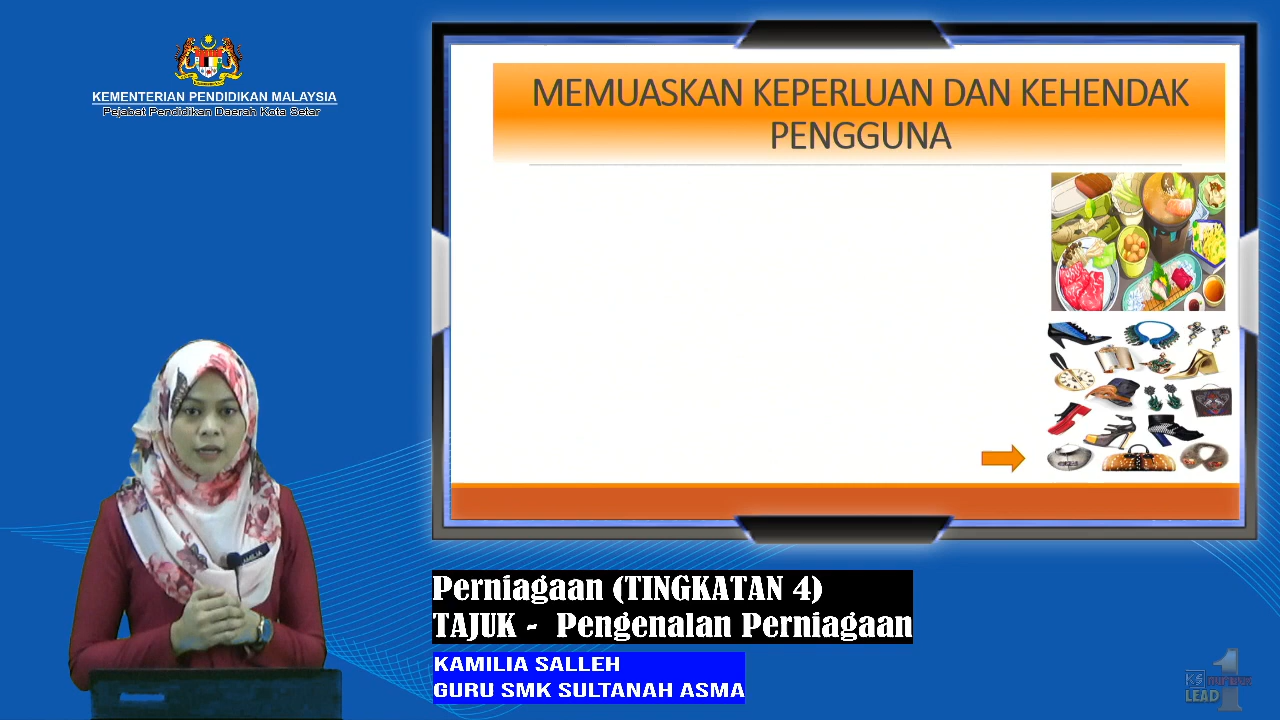 KEMENTERIAN PENDIDIKAN MALAYSIA
Pejabat Pendidikan Daerah Kota Setar
MEMUASKAN KEPERLUAN DAN KEHENDAK
PENGGUNA
Perniagaan (TINGKATAN 4)
TAJUK - Pengenalan Perniagaan
KAMILIA SALLEH
GURU SMK SULTANAH ASMA
1
LEAD